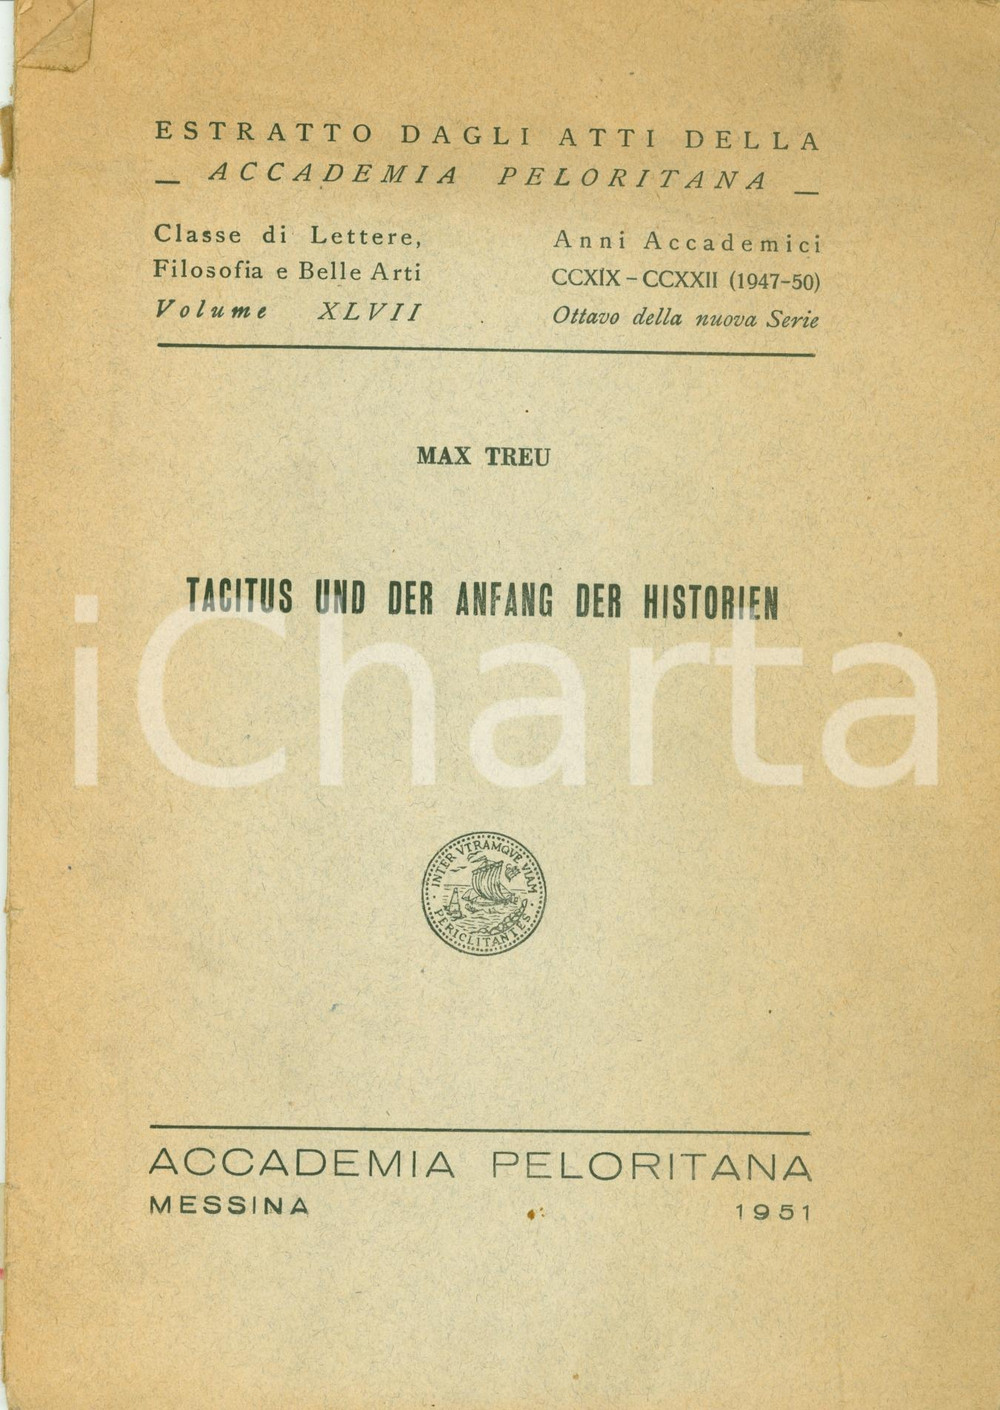 ESTRATTO DAGLI ATTI DELLA
— ACCADEMIA PELORITANA —
Classe di Lettere,
Filosofia e Belle Arti
Volume XLVII
Anni Accademici
CCXIX - CCXXII (1947-50)
Ottavo della nuova Serie
MAX TREU
TACITUS UND DER ANFANG DER HISTORIEN
iCharta
· INTER VTRAMQVE VIAM ·
PERICLITANTES
ACCADEMIA PELORITANA
MESSINA 1951